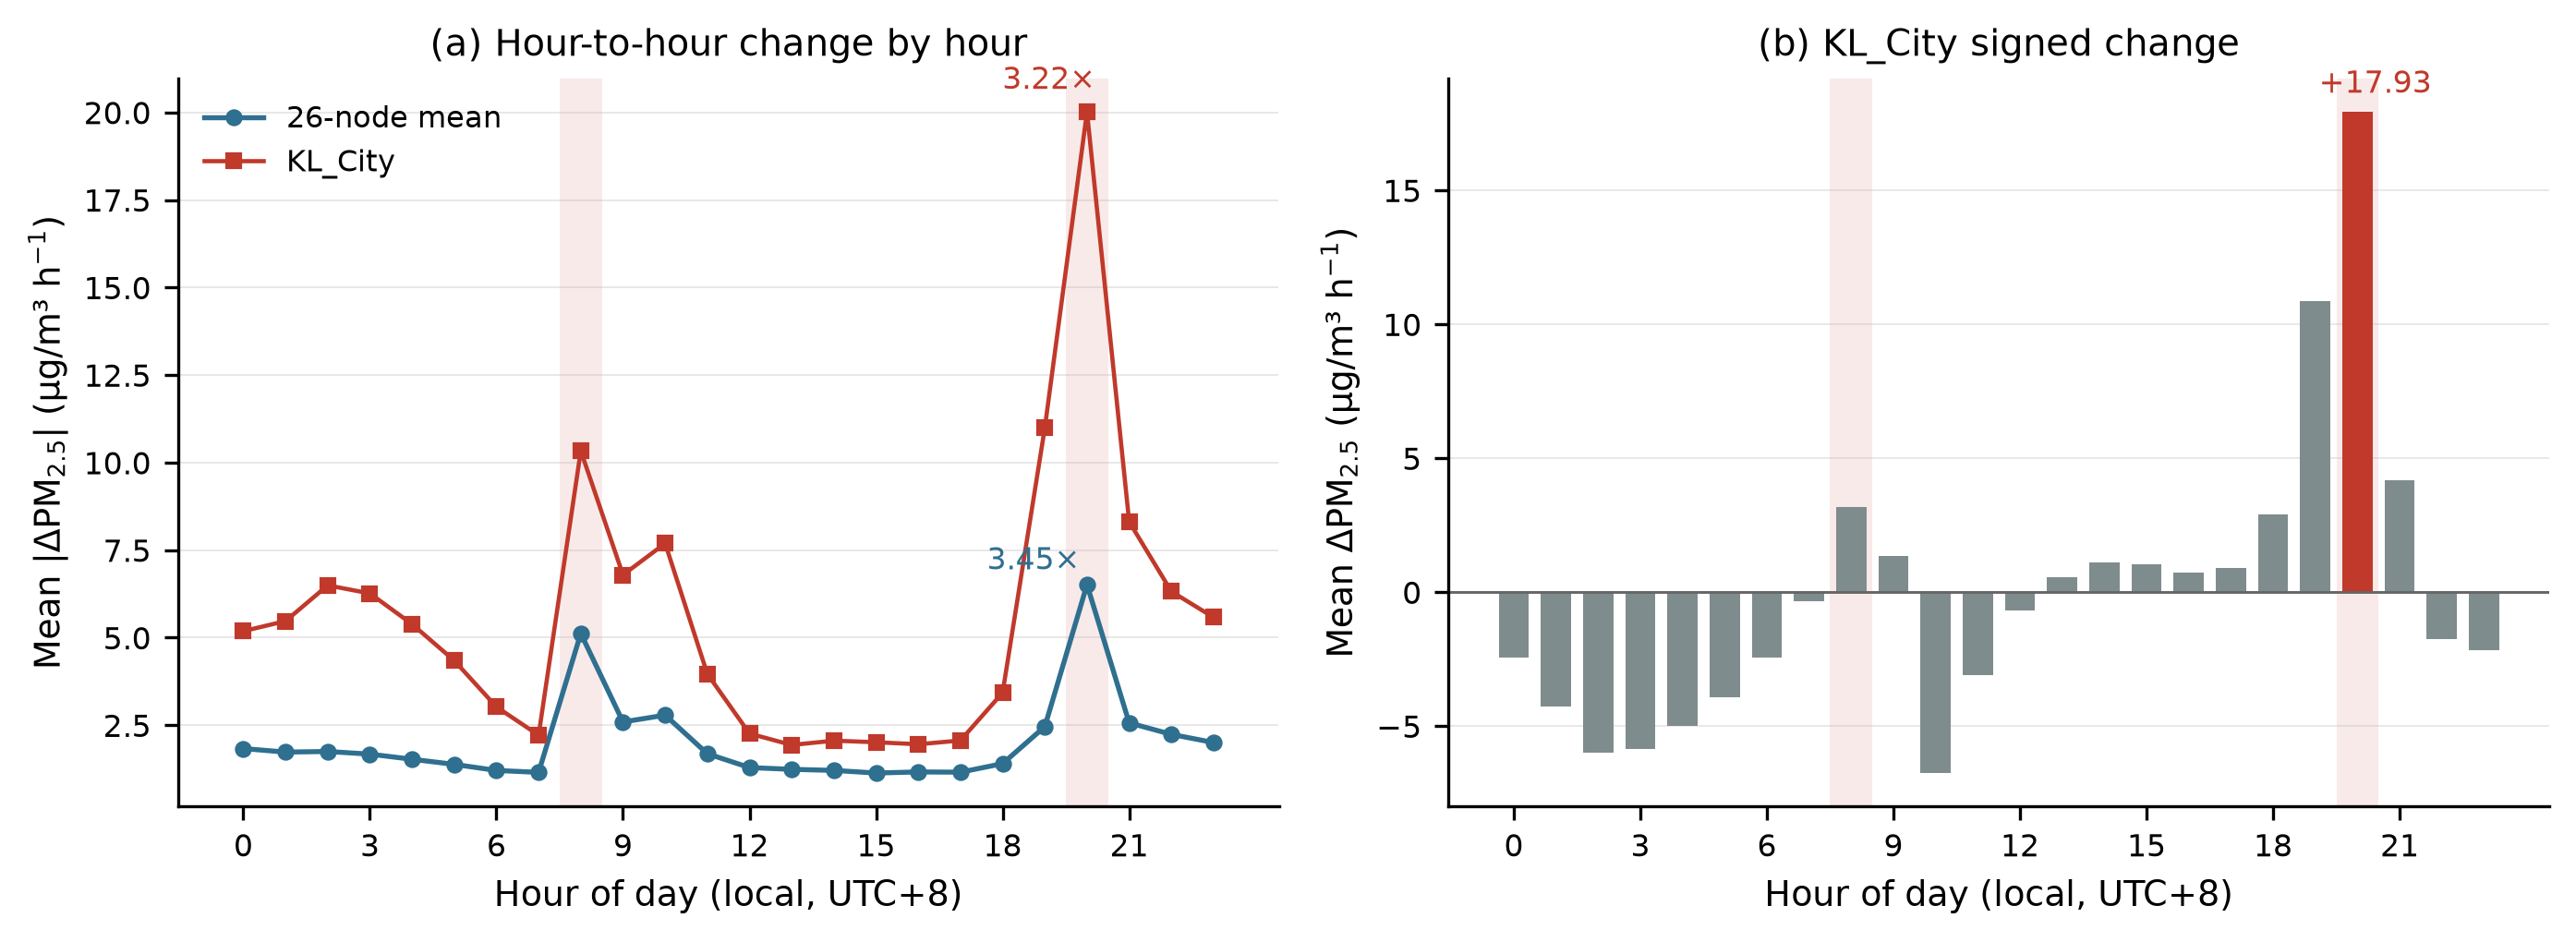 (a) Hour-to-hour change by hour
3.22×
26-node mean
KL_City
3.45×
20.0
17.5
15.0
12.5
10.0
7.5
5.0
2.5
Mean |ΔPM₂.₅| (µg/m³ h⁻¹)
0 3 6 9 12 15 18 21
Hour of day (local, UTC+8)
(b) KL_City signed change
+17.93
15
10
5
0
−5
Mean ΔPM₂.₅ (µg/m³ h⁻¹)
0 3 6 9 12 15 18 21
Hour of day (local, UTC+8)